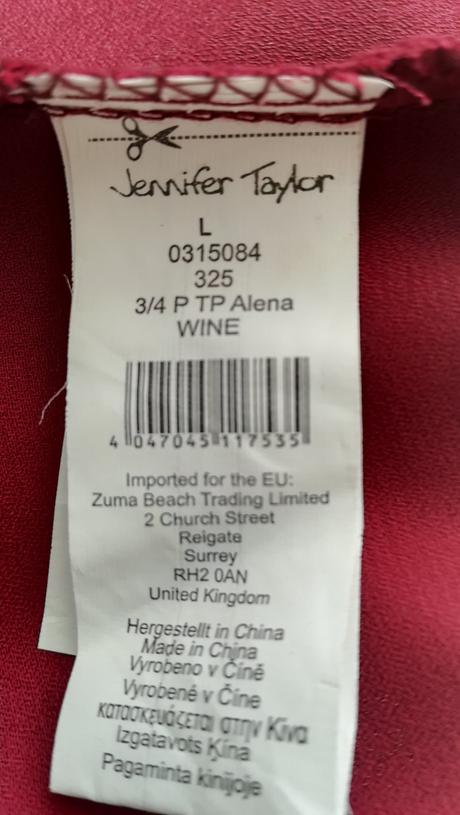 Jennifer Taylor
L
0315084
325
3/4 P TP Alena
WINE
4 047045 117535
Imported for the EU:
Zuma Beach Trading Limited
2 Church Street
Reigate
Surrey
RH2 0AN
United Kingdom
Hergestellt in China
Made in China
Vyrobeno v Číně
Vyrobené v Číne
κατασκευάζεται στην Κίνα
Izgatavots Ķīna
Pagaminta kinijoje